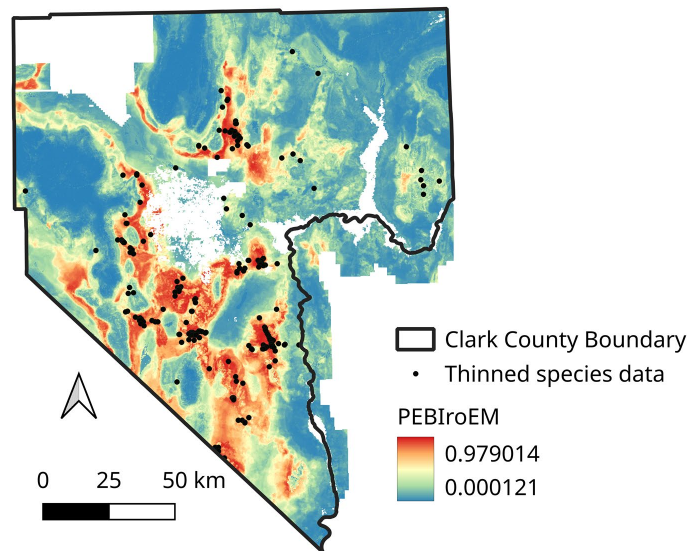 Clark County Boundary
Thinned species data
PEBIroEM
0.979014
0.000121
0 25 50 km